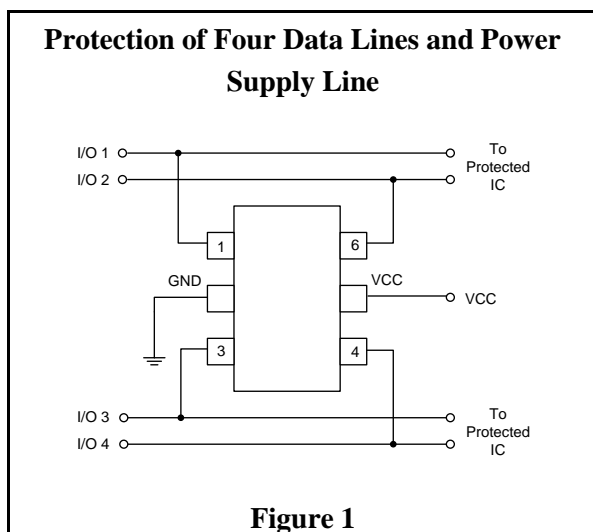 Protection of Four Data Lines and Power
Supply Line
I/O 1
To
Protected
IC
I/O 2
1
6
GND
VCC
VCC
3
4
I/O 3
To
Protected
IC
I/O 4
Figure 1